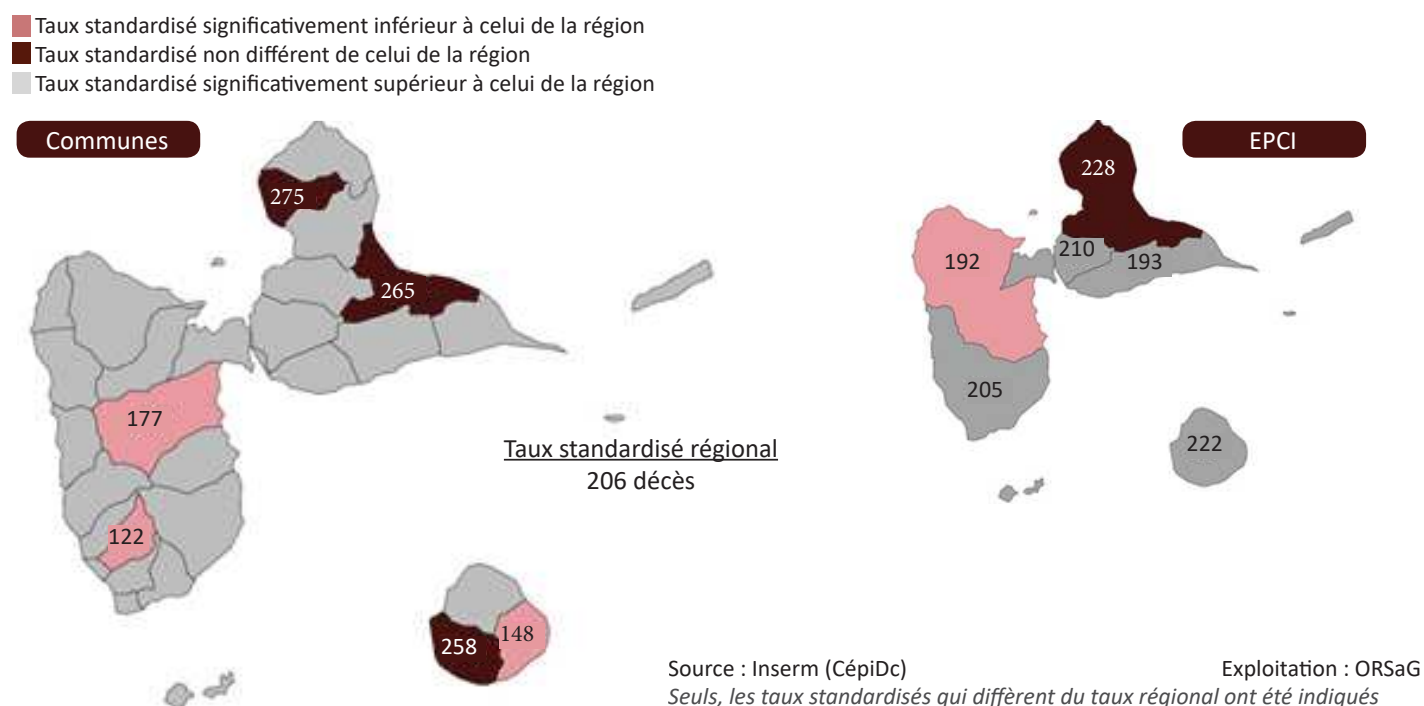 Taux standardisé significativement inférieur à celui de la région
Taux standardisé non différent de celui de la région
Taux standardisé significativement supérieur à celui de la région
Communes
EPCI
275
265
177
122
258
148
Taux standardisé régional
206 décès
228
210
193
192
205
222
Source : Inserm (CépiDc)
Exploitation : ORSaG
Seuls, les taux standardisés qui diffèrent du taux régional ont été indiqués